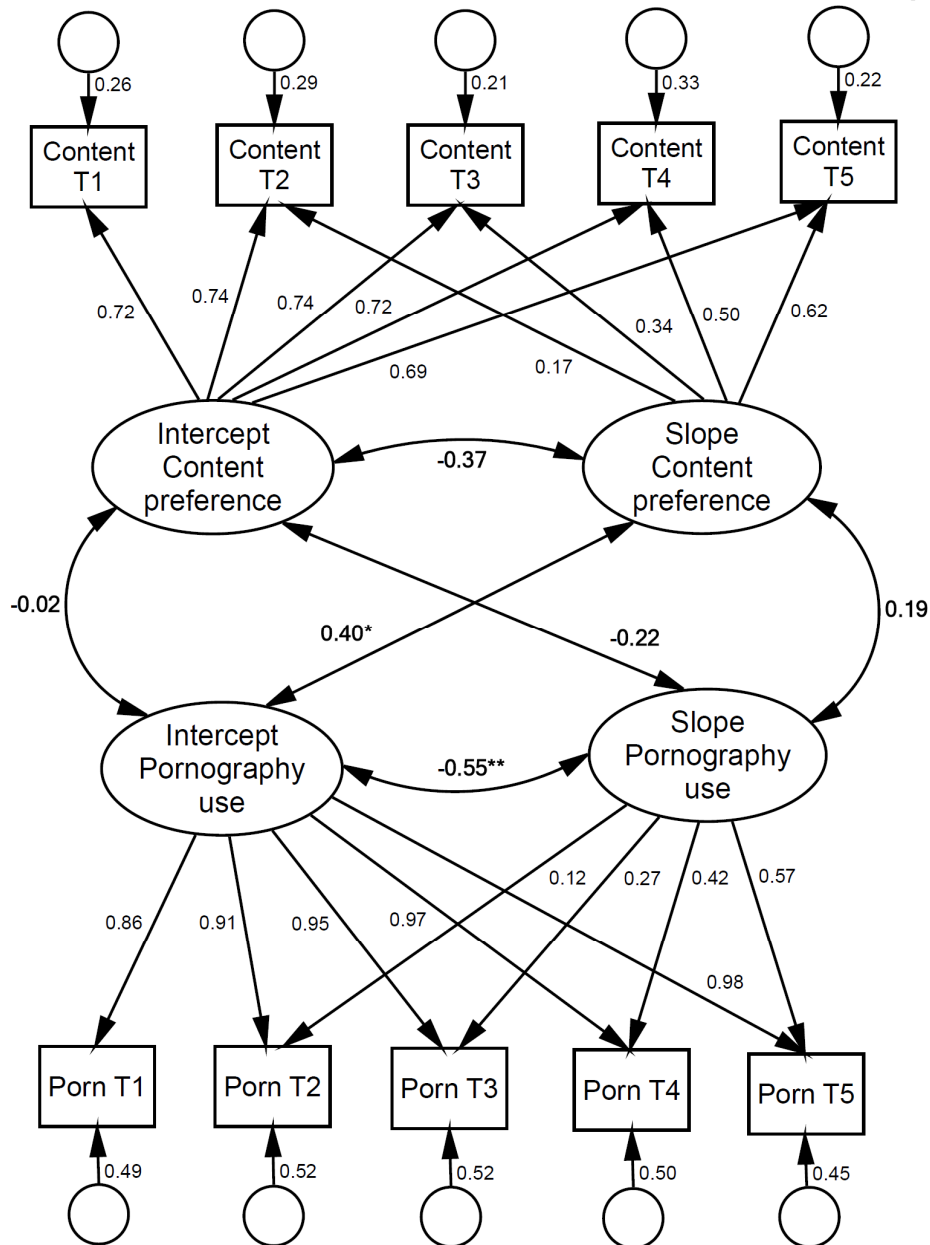 0.26
0.29
0.21
0.33
0.22
Content
T1
Content
T2
Content
T3
Content
T4
Content
T5
0.72
0.74
0.74
0.72
0.69
0.17
0.34
0.50
0.62
Intercept
Content
preference
-0.37
Slope
Content
preference
-0.02
0.40*
-0.22
0.19
Intercept
Pornography
use
-0.55**
Slope
Pornography
use
0.86
0.91
0.95
0.97
0.12
0.27
0.42
0.57
0.98
Porn T1
Porn T2
Porn T3
Porn T4
Porn T5
0.49
0.52
0.52
0.50
0.45